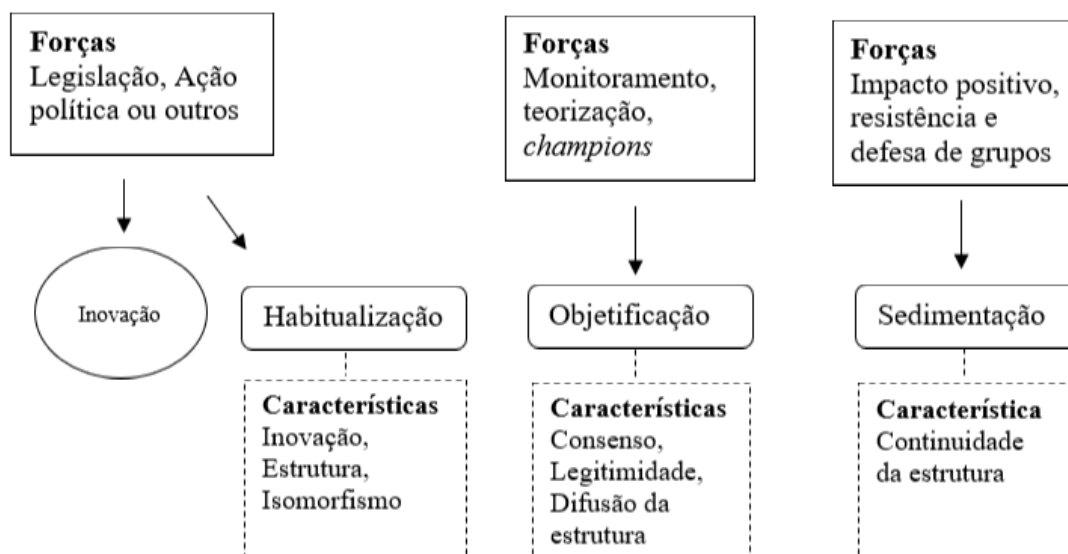 Forças
Legislação, Ação
política ou outros
Forças
Monitoramento,
teorização,
champions
Forças
Impacto positivo,
resistência e
defesa de grupos
Inovação
Habitualização
Objetificação
Sedimentação
Características
Inovação,
Estrutura,
Isomorfismo
Características
Consenso,
Legitimidade,
Difusão da
estrutura
Característica
Continuidade
da estrutura